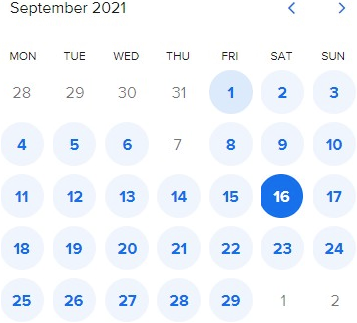 September 2021
MON TUE WED THU FRI SAT SUN
28 29 30 31 1 2 3
4 5 6 7 8 9 10
11 12 13 14 15 16 17
18 19 20 21 22 23 24
25 26 27 28 29 1 2